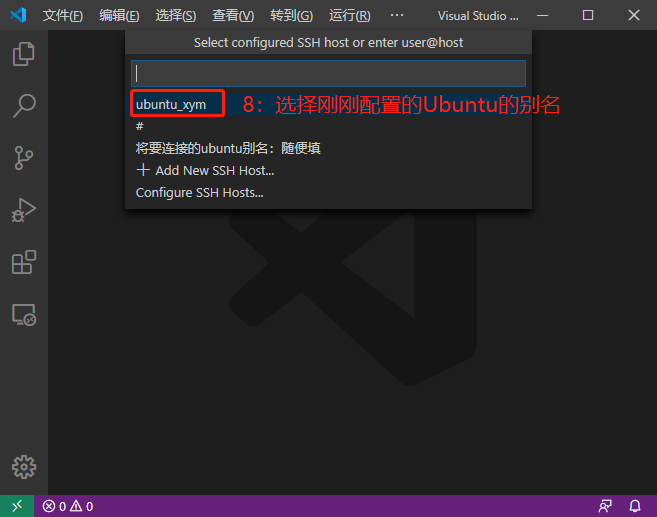 文件(F) 编辑(E) 选择(S) 查看(V) 转到(G) 运行(R) ··· Visual Studio ...
Select configured SSH host or enter user@host
ubuntu_xym 8：选择刚刚配置的Ubuntu的别名
#
将要连接的ubuntu别名：随便填
+ Add New SSH Host...
Configure SSH Hosts...
0 0